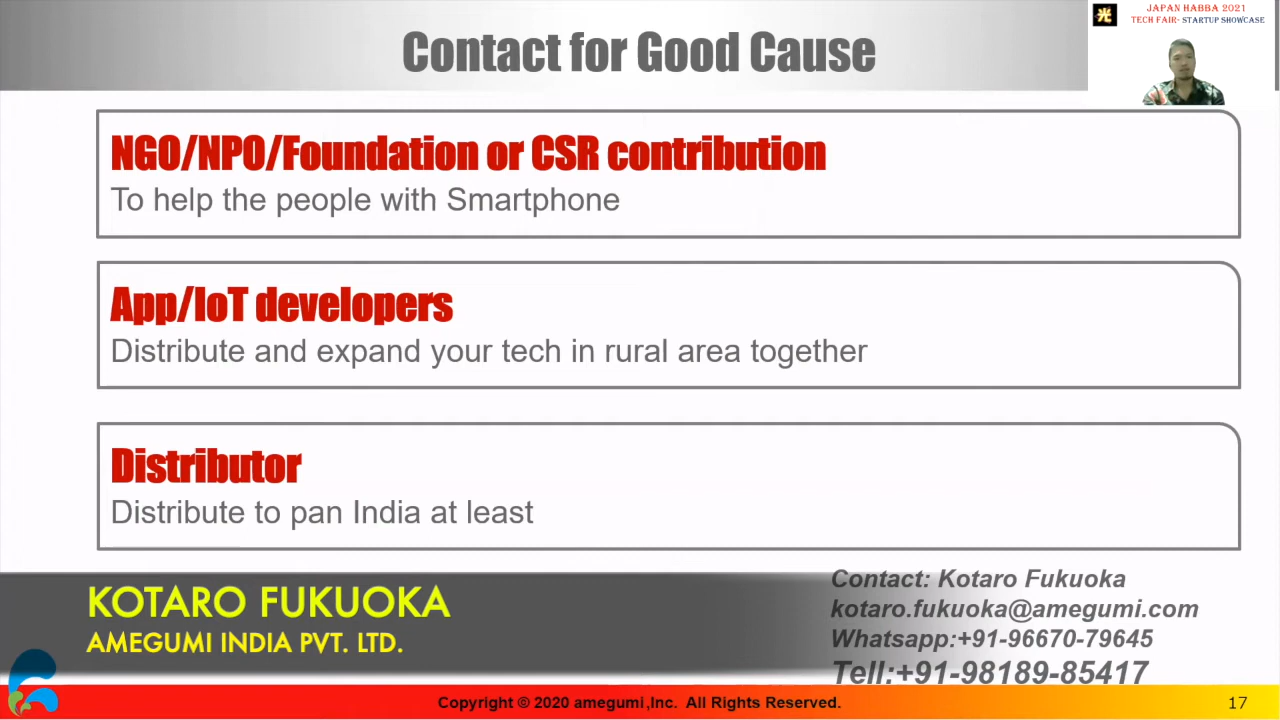 光
JAPAN HABBA 2021
TECH FAIR- STARTUP SHOWCASE
Contact for Good Cause
NGO/NPO/Foundation or CSR contribution
To help the people with Smartphone
App/IoT developers
Distribute and expand your tech in rural area together
Distributor
Distribute to pan India at least
KOTARO FUKUOKA
AMEGUMI INDIA PVT. LTD.
Contact: Kotaro Fukuoka
kotaro.fukuoka@amegumi.com
Whatsapp:+91-96670-79645
Tell:+91-98189-85417
Copyright © 2020 amegumi,Inc. All Rights Reserved.
17